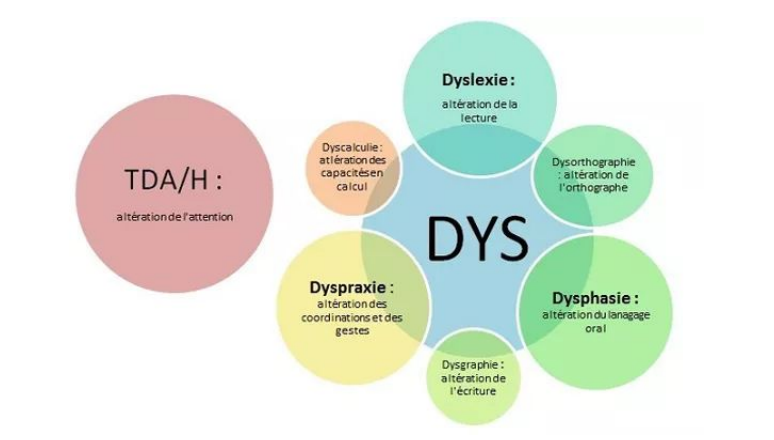 TDA/H :
altération de l'attention
Dyslexie :
altération de la
lecture
Dyscalculie :
atlération des
capacités en
calcul
Dysorthographie
: altération de
l'orthographe
DYS
Dyspraxie :
altération des
coordinations et des
gestes
Dysphasie :
altération du lanagage
oral
Dysgraphie :
altération de
l'écriture